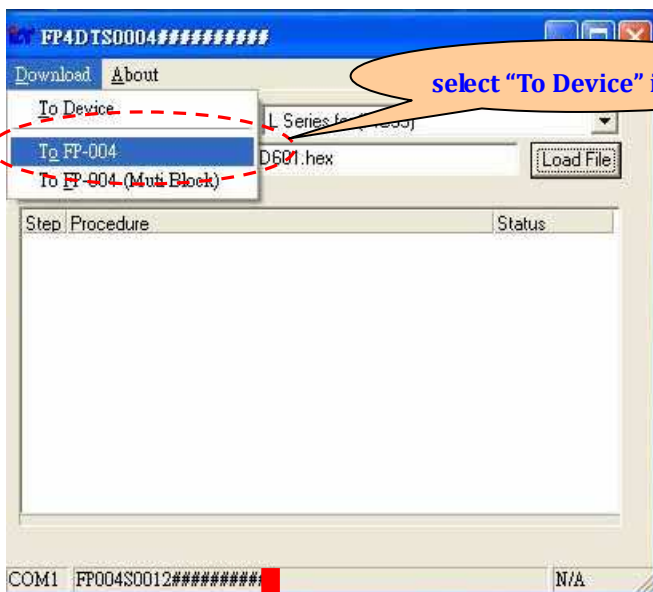 FP4DTS0004##########
Download About
select “To Device” i
To Device
L Series for
To FP-004
D601.hex
Load File
To FP-004 (Muti Block)
Step Procedure Status
COM1 FP004S0012########## N/A